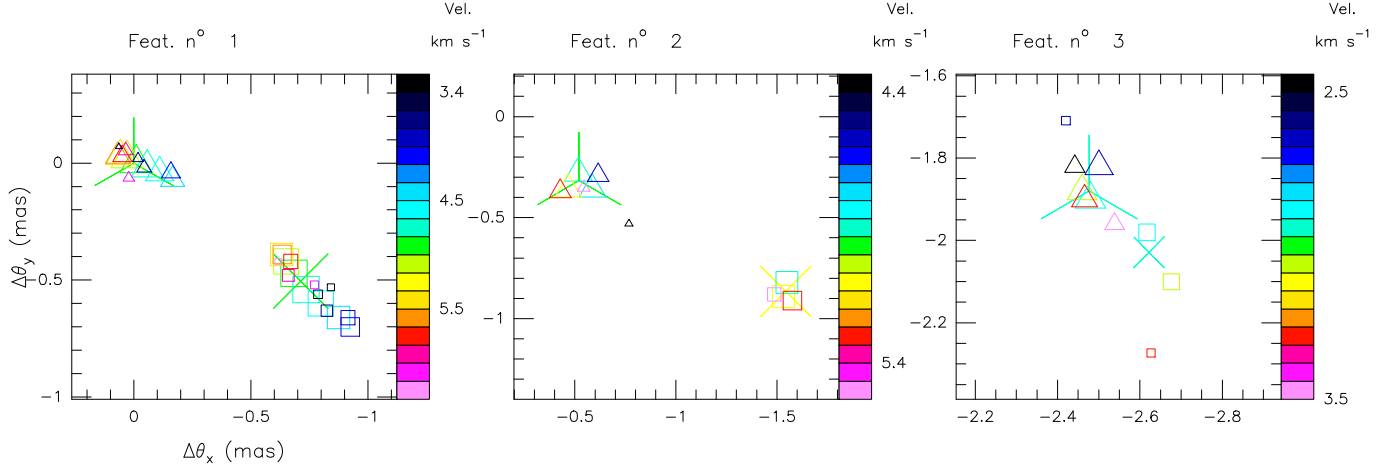 Feat. n° 1
Vel.
km s⁻¹
0
−0.5
−1
0
−0.5
−1
3.4
4.5
5.5
Δθy (mas)
Δθx (mas)
Feat. n° 2
Vel.
km s⁻¹
0
−0.5
−1
−0.5
−1
−1.5
4.4
5.4
Feat. n° 3
Vel.
km s⁻¹
−1.6
−1.8
−2
−2.2
−2.2
−2.4
−2.6
−2.8
2.5
3.5